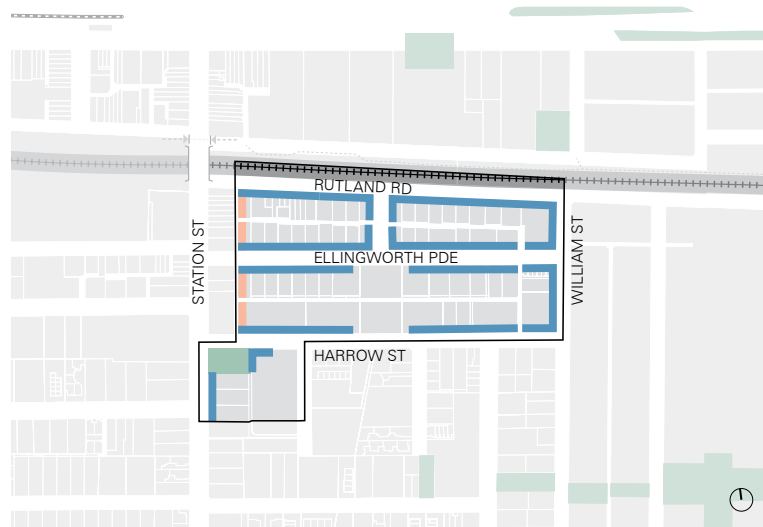 RUTLAND RD
ELLINGWORTH PDE
STATION ST
WILLIAM ST
HARROW ST